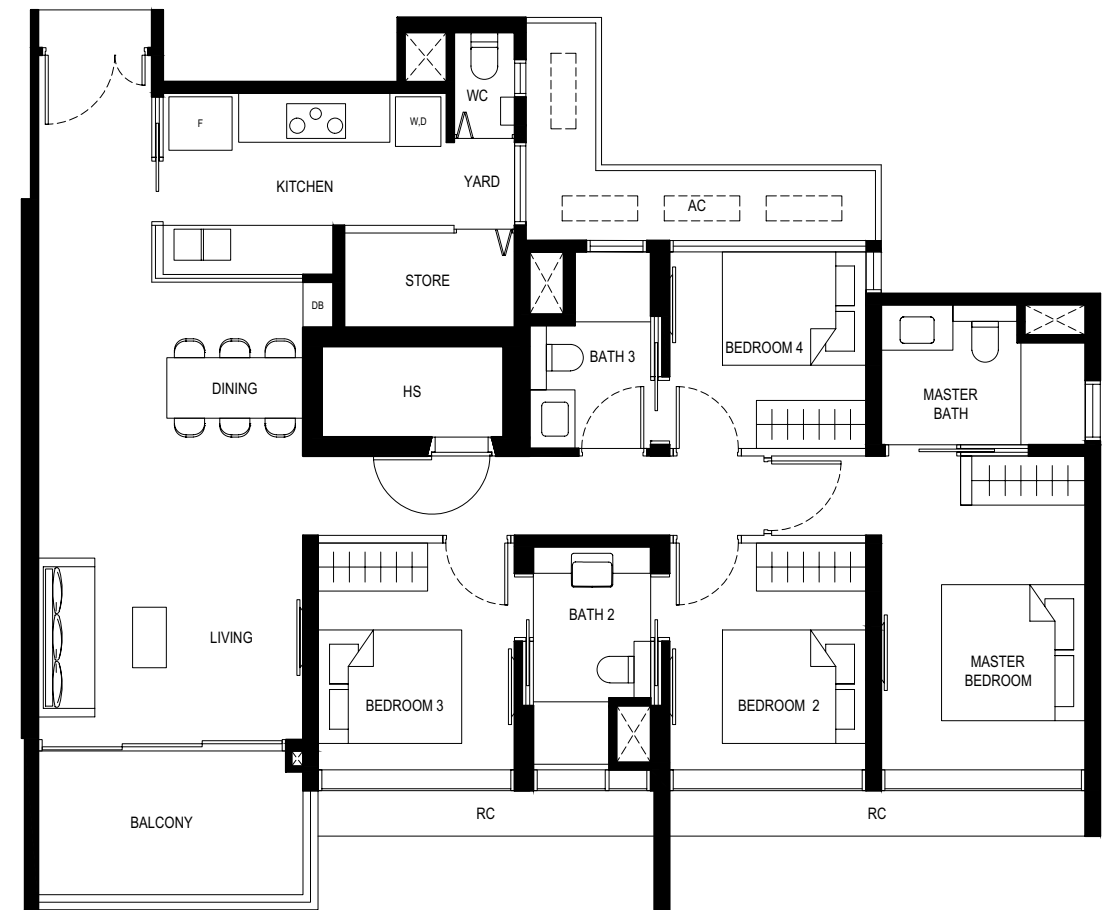 WC
F
W,D
KITCHEN
YARD
AC
STORE
DB
BEDROOM 4
BATH 3
DINING
HS
MASTER
BATH
BATH 2
LIVING
MASTER
BEDROOM
BEDROOM 3
BEDROOM 2
BALCONY
RC
RC